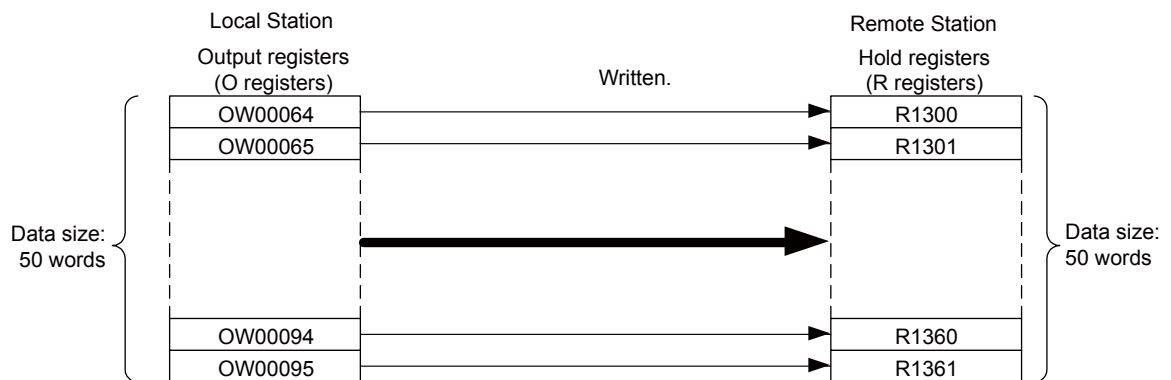 Local Station
Output registers
(O registers)
Written.
Remote Station
Hold registers
(R registers)
OW00064
R1300
OW00065
R1301
Data size:
50 words
Data size:
50 words
OW00094
R1360
OW00095
R1361